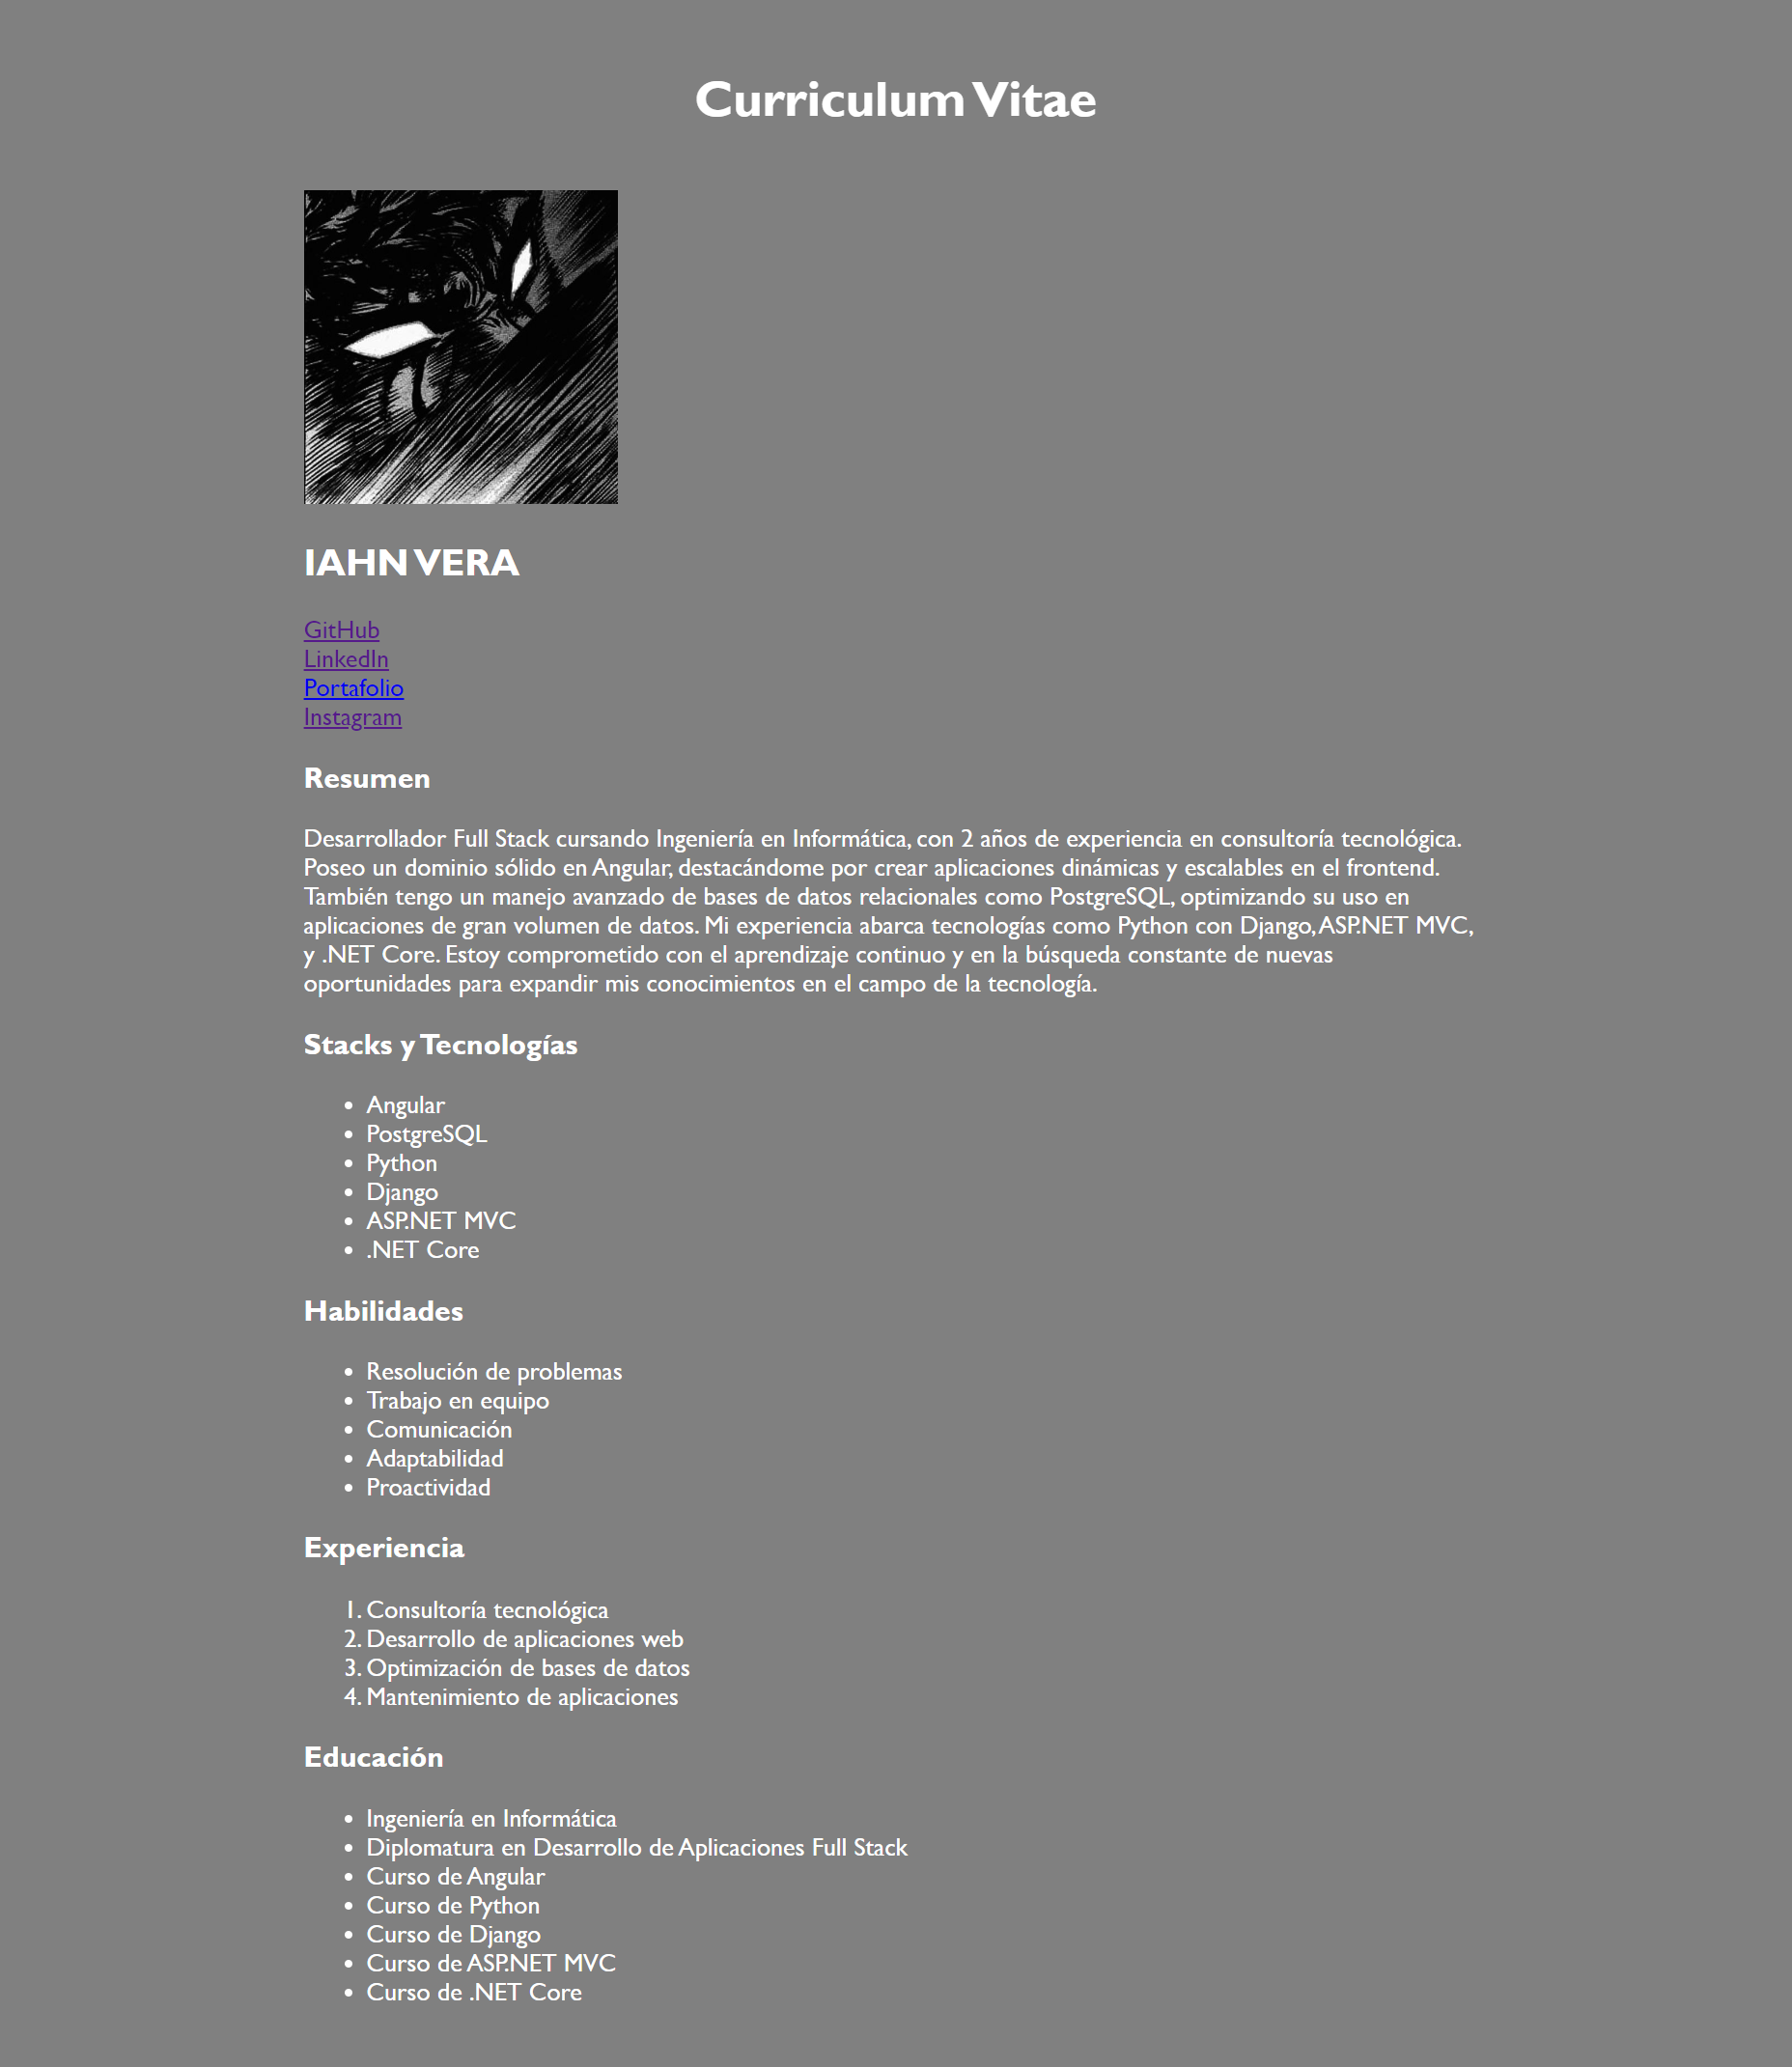 Curriculum Vitae
IAHN VERA
GitHub
LinkedIn
Portafolio
Instagram
Resumen
Desarrollador Full Stack cursando Ingeniería en Informática, con 2 años de experiencia en consultoría tecnológica.
Poseo un dominio sólido en Angular, destacándome por crear aplicaciones dinámicas y escalables en el frontend.
También tengo un manejo avanzado de bases de datos relacionales como PostgreSQL, optimizando su uso en
aplicaciones de gran volumen de datos. Mi experiencia abarca tecnologías como Python con Django, ASP.NET MVC,
y .NET Core. Estoy comprometido con el aprendizaje continuo y en la búsqueda constante de nuevas
oportunidades para expandir mis conocimientos en el campo de la tecnología.
Stacks y Tecnologías
• Angular
• PostgreSQL
• Python
• Django
• ASP.NET MVC
• .NET Core
Habilidades
• Resolución de problemas
• Trabajo en equipo
• Comunicación
• Adaptabilidad
• Proactividad
Experiencia
1. Consultoría tecnológica
2. Desarrollo de aplicaciones web
3. Optimización de bases de datos
4. Mantenimiento de aplicaciones
Educación
• Ingeniería en Informática
• Diplomatura en Desarrollo de Aplicaciones Full Stack
• Curso de Angular
• Curso de Python
• Curso de Django
• Curso de ASP.NET MVC
• Curso de .NET Core